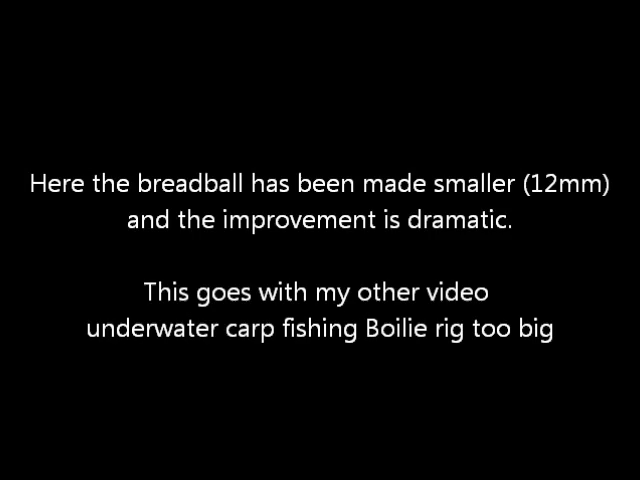 Here the breadball has been made smaller (12mm)
and the improvement is dramatic.
This goes with my other video
underwater carp fishing Boilie rig too big